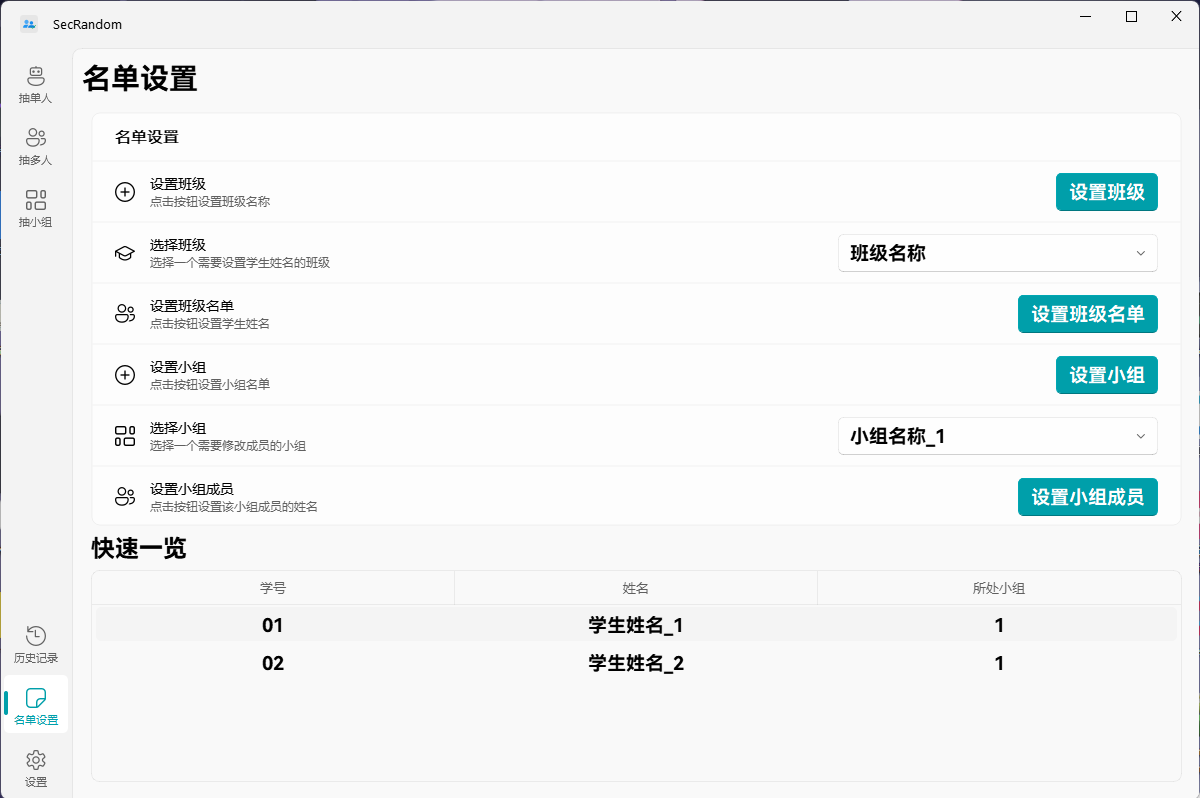 SecRandom
抽单人
抽多人
抽小组
历史记录
名单设置
设置
名单设置
名单设置
设置班级
点击按钮设置班级名称
设置班级
选择班级
选择一个需要设置学生姓名的班级
班级名称
设置班级名单
点击按钮设置学生姓名
设置班级名单
设置小组
点击按钮设置小组名单
设置小组
选择小组
选择一个需要修改成员的小组
小组名称_1
设置小组成员
点击按钮设置该小组成员的姓名
设置小组成员
快速一览
学号 姓名 所处小组
01 学生姓名_1 1
02 学生姓名_2 1